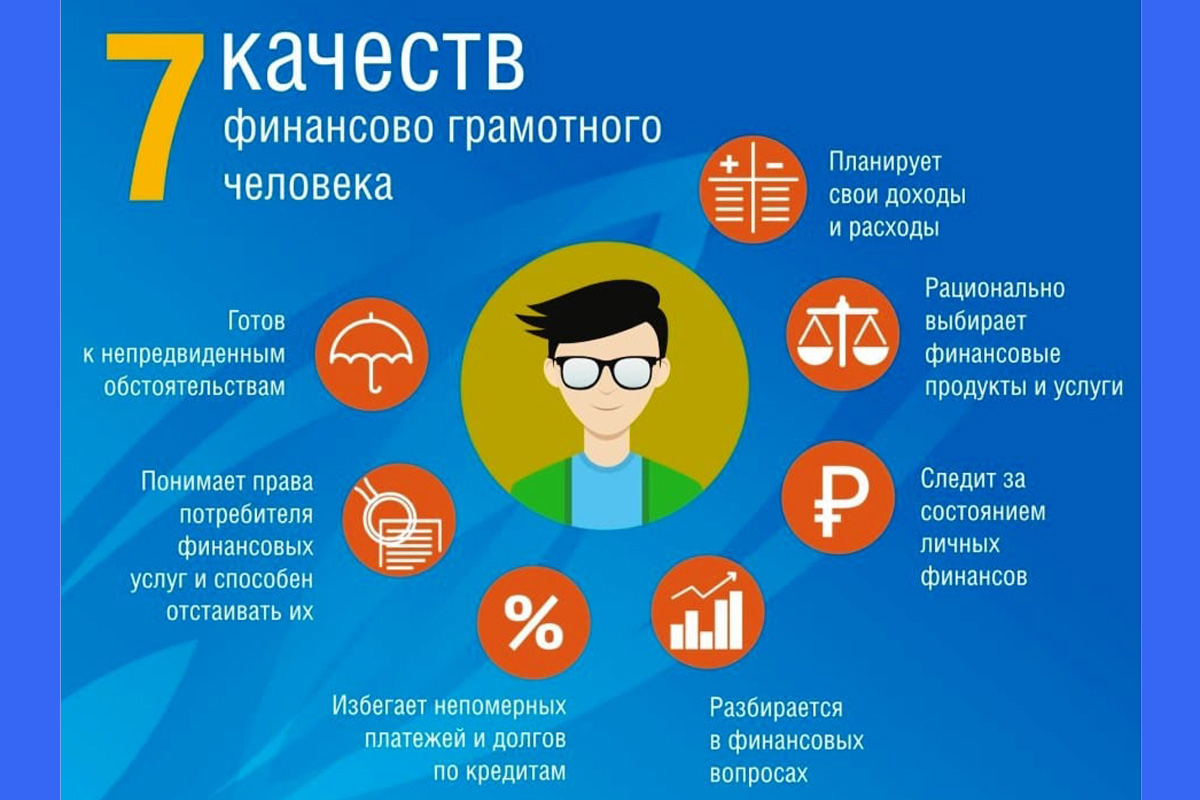 7 качеств
финансово грамотного
человека
Планирует
свои доходы
и расходы
Рационально
выбирает
финансовые
продукты и услуги
Следит за
состоянием
личных
финансов
Разбирается
в финансовых
вопросах
Избегает непомерных
платежей и долгов
по кредитам
Понимает права
потребителя
финансовых
услуг и способен
отстаивать их
Готов
к непредвиденным
обстоятельствам
+ −
₽
%